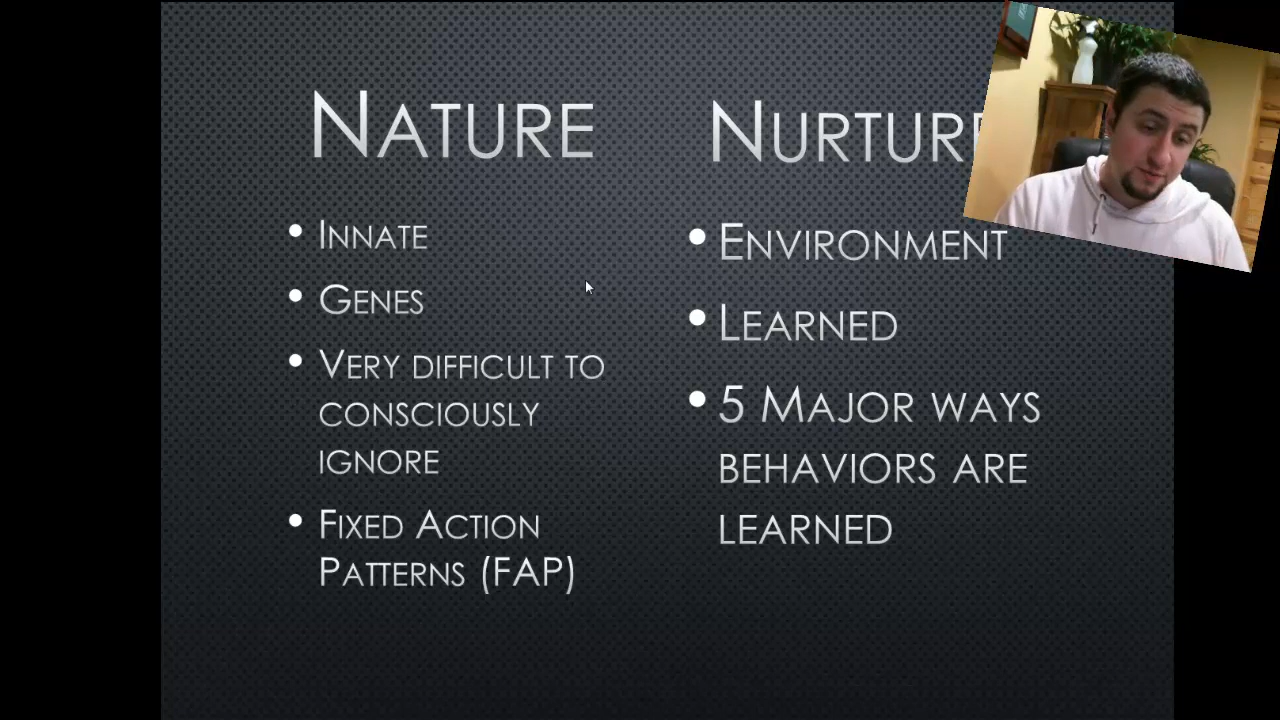 NATURE
INNATE
GENES
VERY DIFFICULT TO
CONSCIOUSLY
IGNORE
FIXED ACTION
PATTERNS (FAP)
NURTURE
ENVIRONMENT
LEARNED
5 MAJOR WAYS
BEHAVIORS ARE
LEARNED